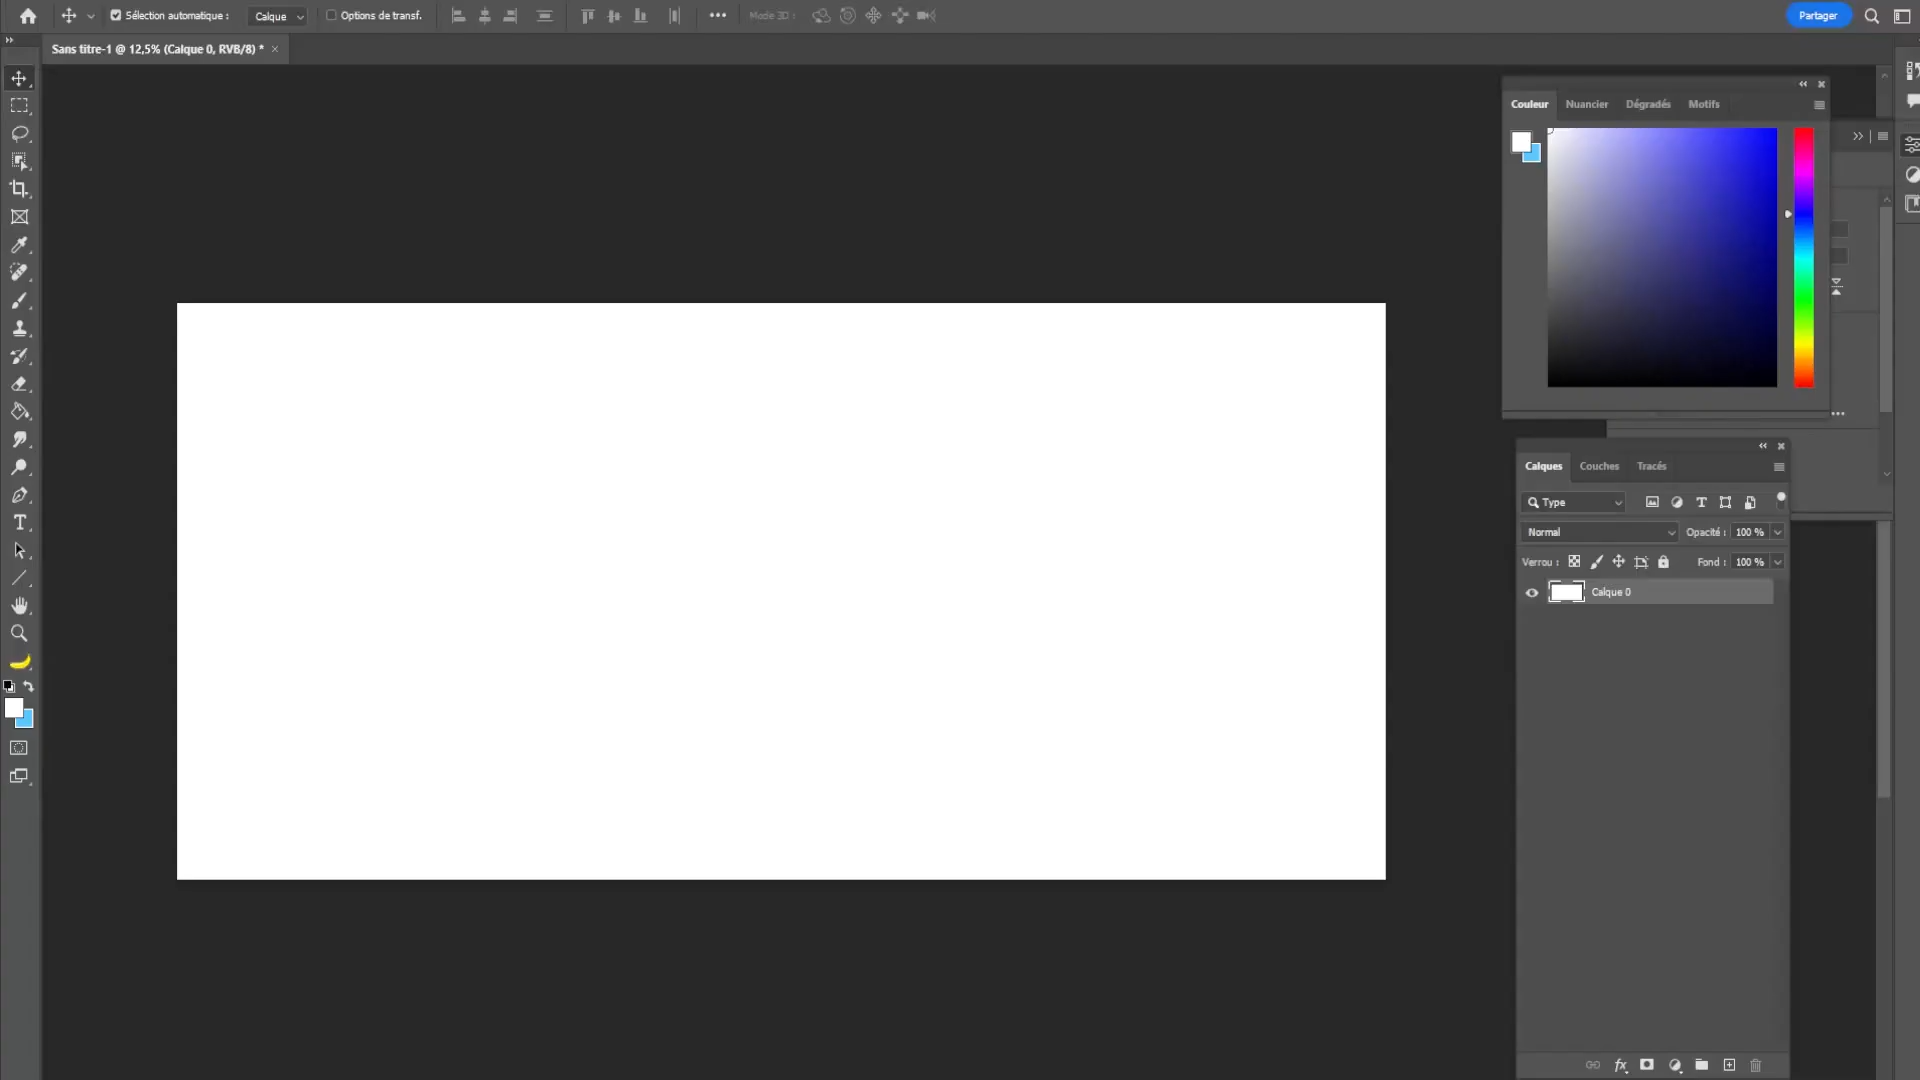 Sélection automatique : Calque Options de transf. Mode 3D : Partager
Sans titre-1 @ 12,5% (Calque 0, RVB/8) *
Couleur Nuancier Dégradés Motifs
Calques Couches Tracés
Type
Normal Opacité : 100 %
Verrou : Fond : 100 %
Calque 0
fx